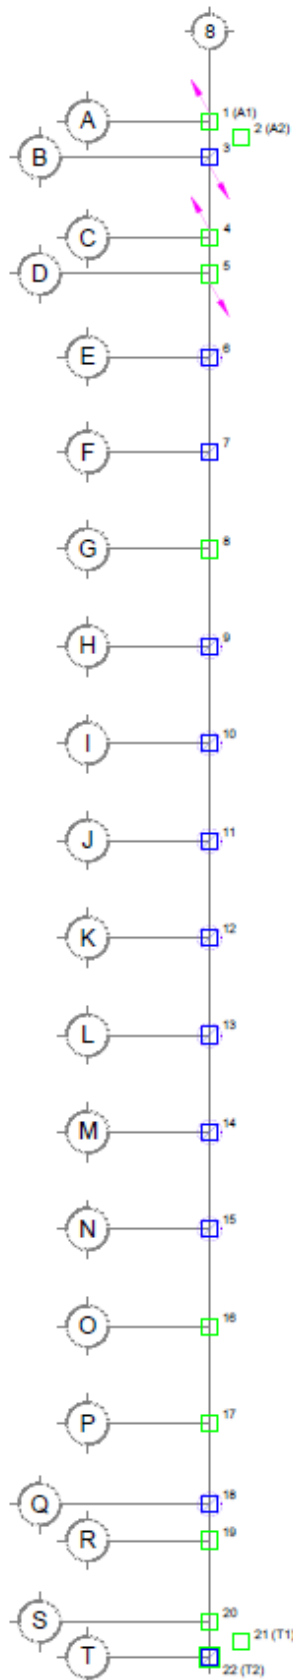 8
A 1 (A1)
2 (A2)
B 3
C 4
D 5
E 6
F 7
G 8
H 9
I 10
J 11
K 12
L 13
M 14
N 15
O 16
P 17
Q 18
R 19
S 20
21 (T1)
T 22 (T2)